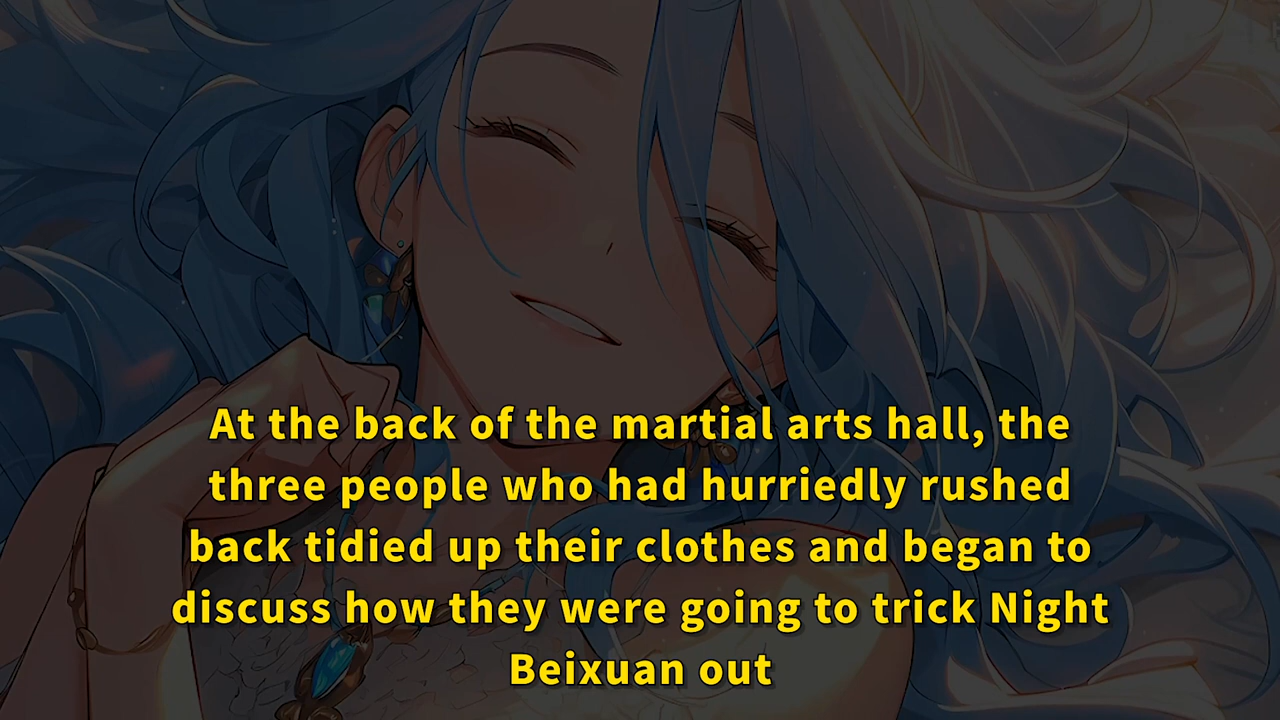 At the back of the martial arts hall, the
three people who had hurriedly rushed
back tidied up their clothes and began to
discuss how they were going to trick Night
Beixuan out